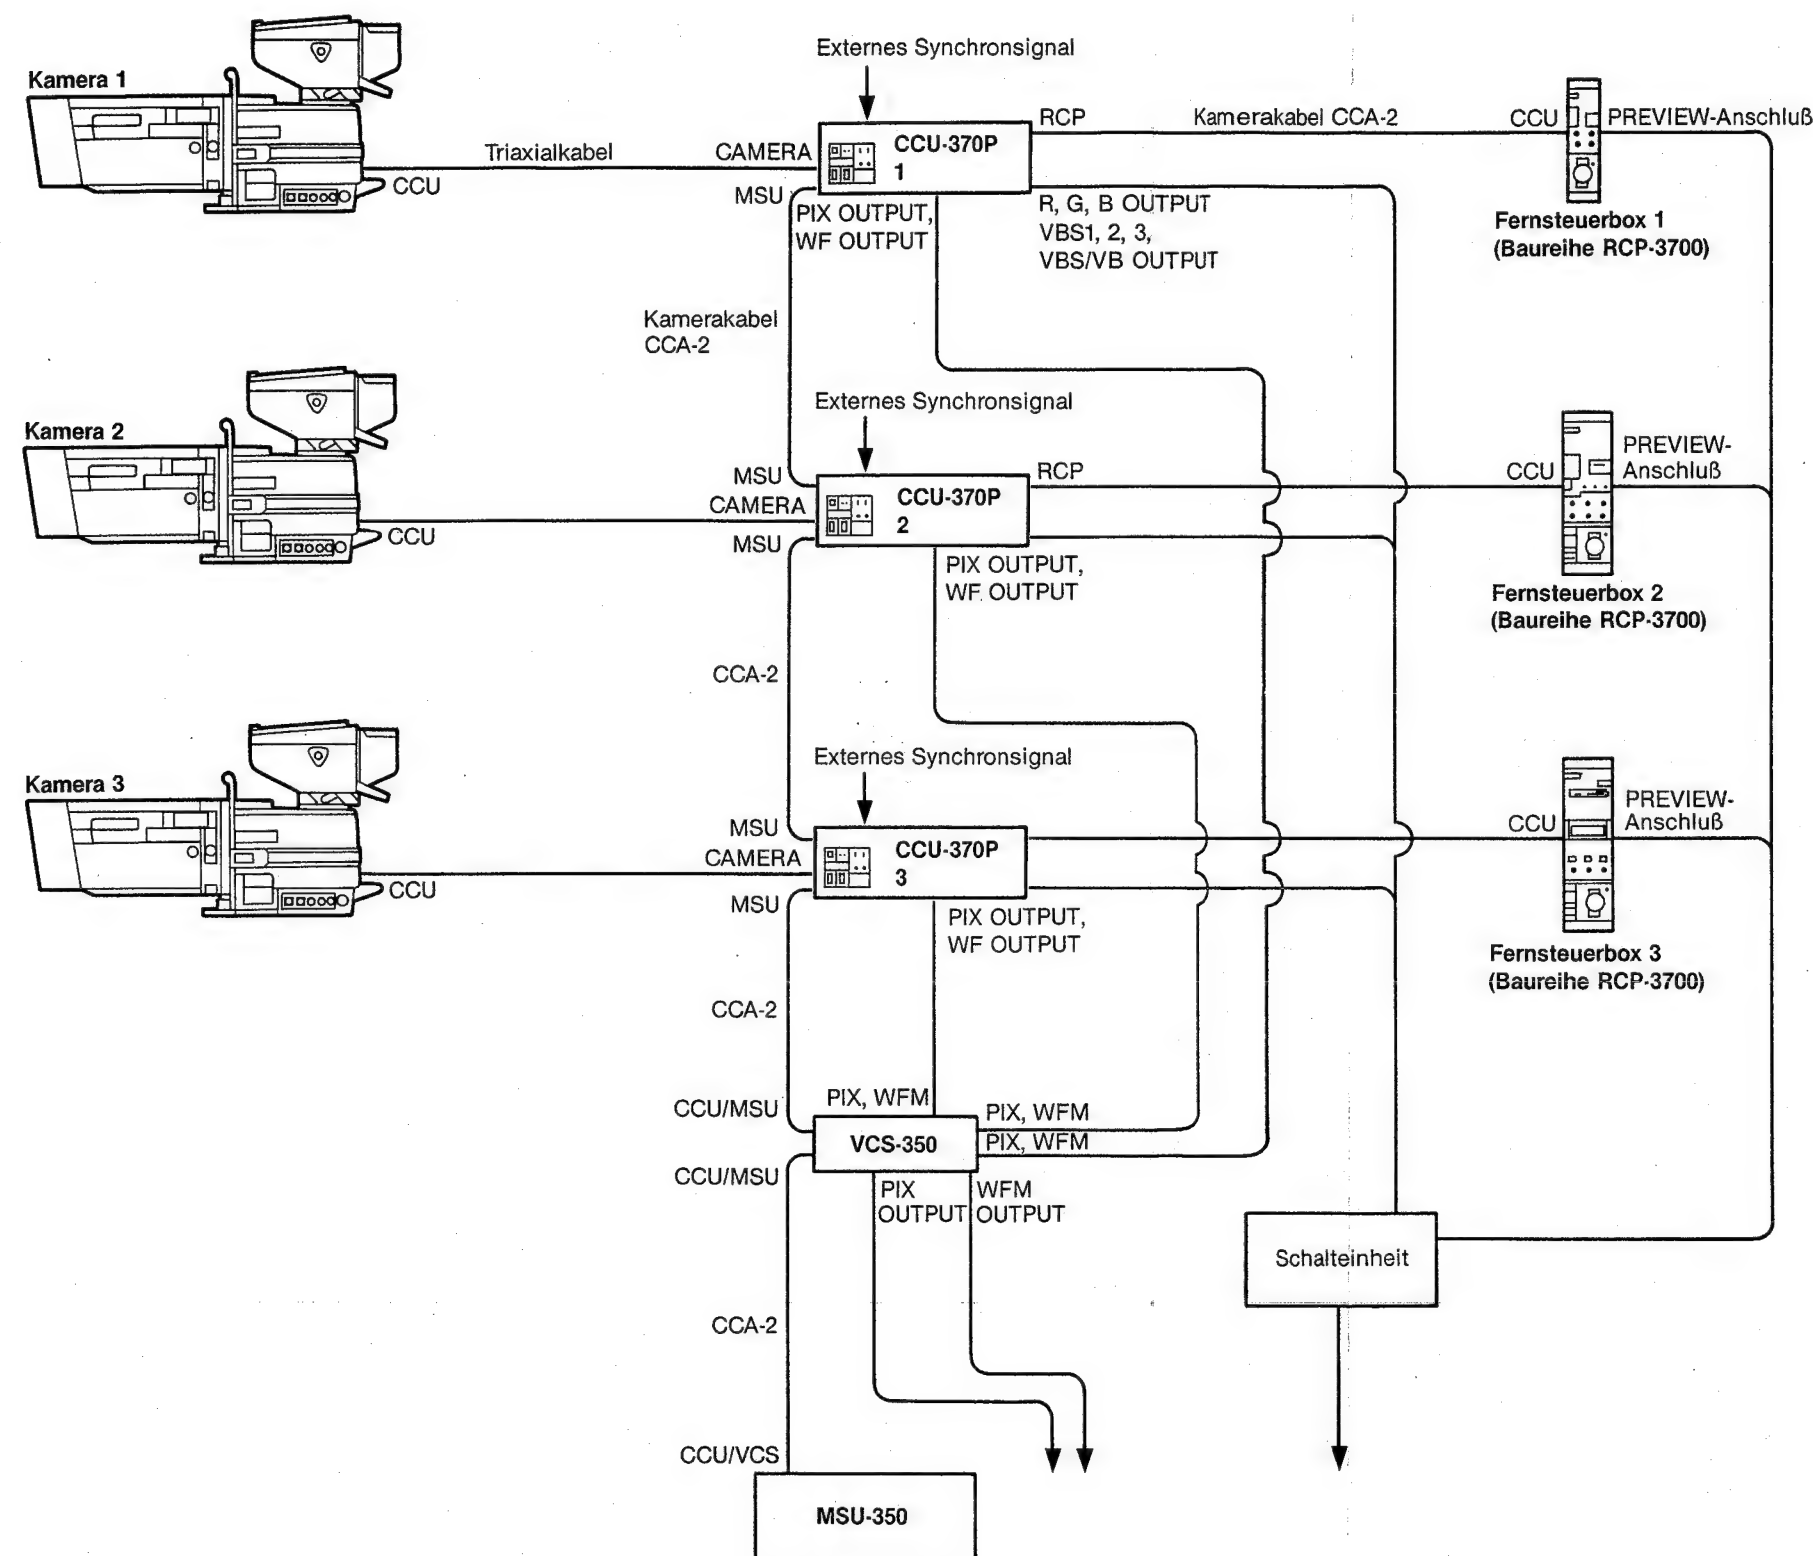 Externes Synchronsignal
Kamera 1
RCP
Kamerakabel CCA-2
CCU
PREVIEW-Anschluß
CCU-370P
1
Triaxialkabel
CAMERA
CCU
MSU
PIX OUTPUT,
WF OUTPUT
R, G, B OUTPUT
VBS1, 2, 3,
VBS/VB OUTPUT
Fernsteuerbox 1
(Baureihe RCP-3700)
Kamerakabel
CCA-2
Externes Synchronsignal
Kamera 2
MSU
RCP
CCU
PREVIEW-
Anschluß
CAMERA
CCU-370P
2
CCU
MSU
PIX OUTPUT,
WF OUTPUT
Fernsteuerbox 2
(Baureihe RCP-3700)
CCA-2
Externes Synchronsignal
Kamera 3
MSU
CCU
PREVIEW-
Anschluß
CAMERA
CCU-370P
3
CCU
MSU
PIX OUTPUT,
WF OUTPUT
Fernsteuerbox 3
(Baureihe RCP-3700)
CCA-2
PIX, WFM
CCU/MSU
PIX, WFM
VCS-350
PIX, WFM
CCU/MSU
PIX
OUTPUT
WFM
OUTPUT
Schalteinheit
CCA-2
CCU/VCS
MSU-350